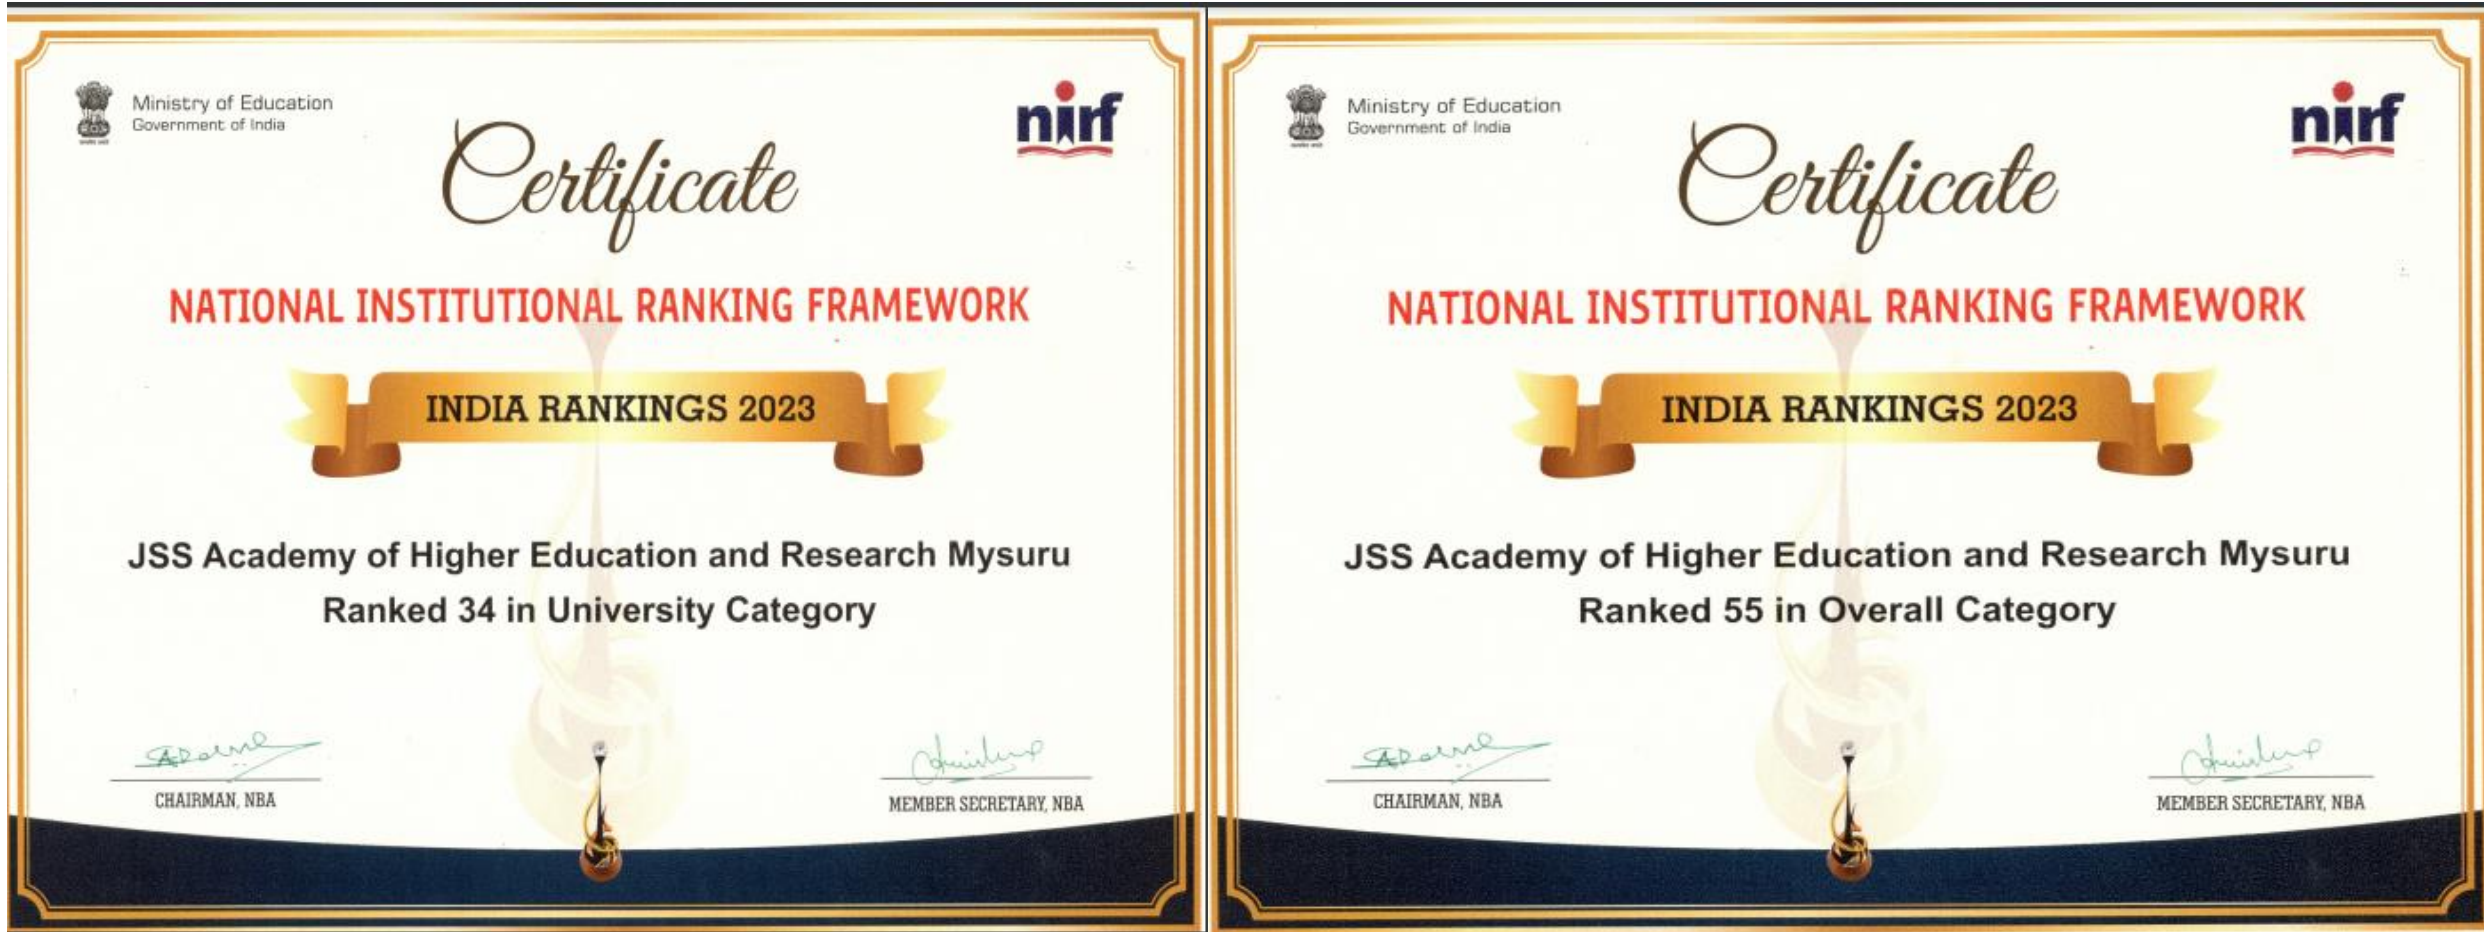 Ministry of Education
Government of India
nirf
Certificate
NATIONAL INSTITUTIONAL RANKING FRAMEWORK
INDIA RANKINGS 2023
JSS Academy of Higher Education and Research Mysuru
Ranked 34 in University Category
CHAIRMAN, NBA
MEMBER SECRETARY, NBA
Ministry of Education
Government of India
nirf
Certificate
NATIONAL INSTITUTIONAL RANKING FRAMEWORK
INDIA RANKINGS 2023
JSS Academy of Higher Education and Research Mysuru
Ranked 55 in Overall Category
CHAIRMAN, NBA
MEMBER SECRETARY, NBA